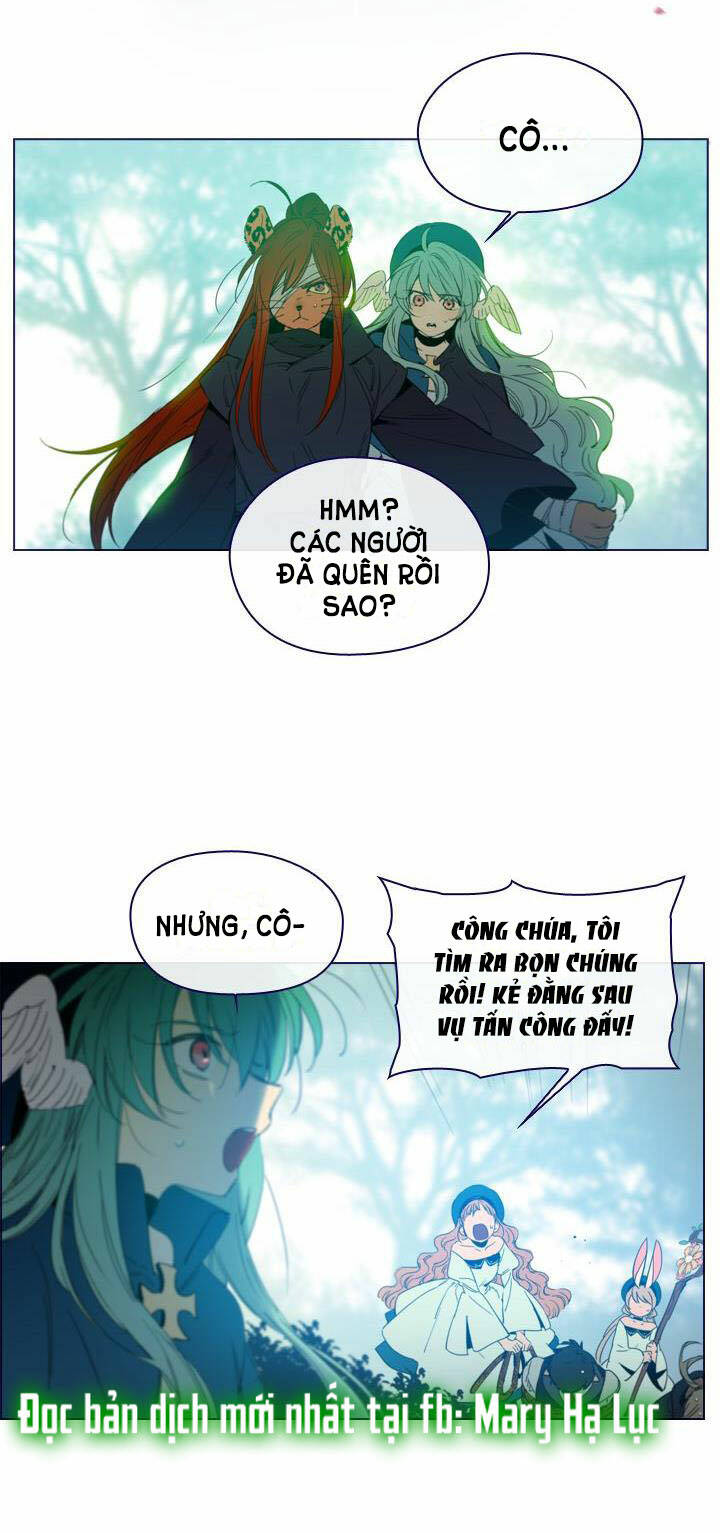 CÔ...
HMM?
CÁC NGƯỜI
ĐÃ QUÊN RỒI
SAO?
NHƯNG, CÔ-
CÔNG CHÚA, TÔI
TÌM RA BỌN CHÚNG
RỒI! KẺ ĐẰNG SAU
VỤ TẤN CÔNG ĐẤY!
Đọc bản dịch mới nhất tại fb: Mary Hạ Lục